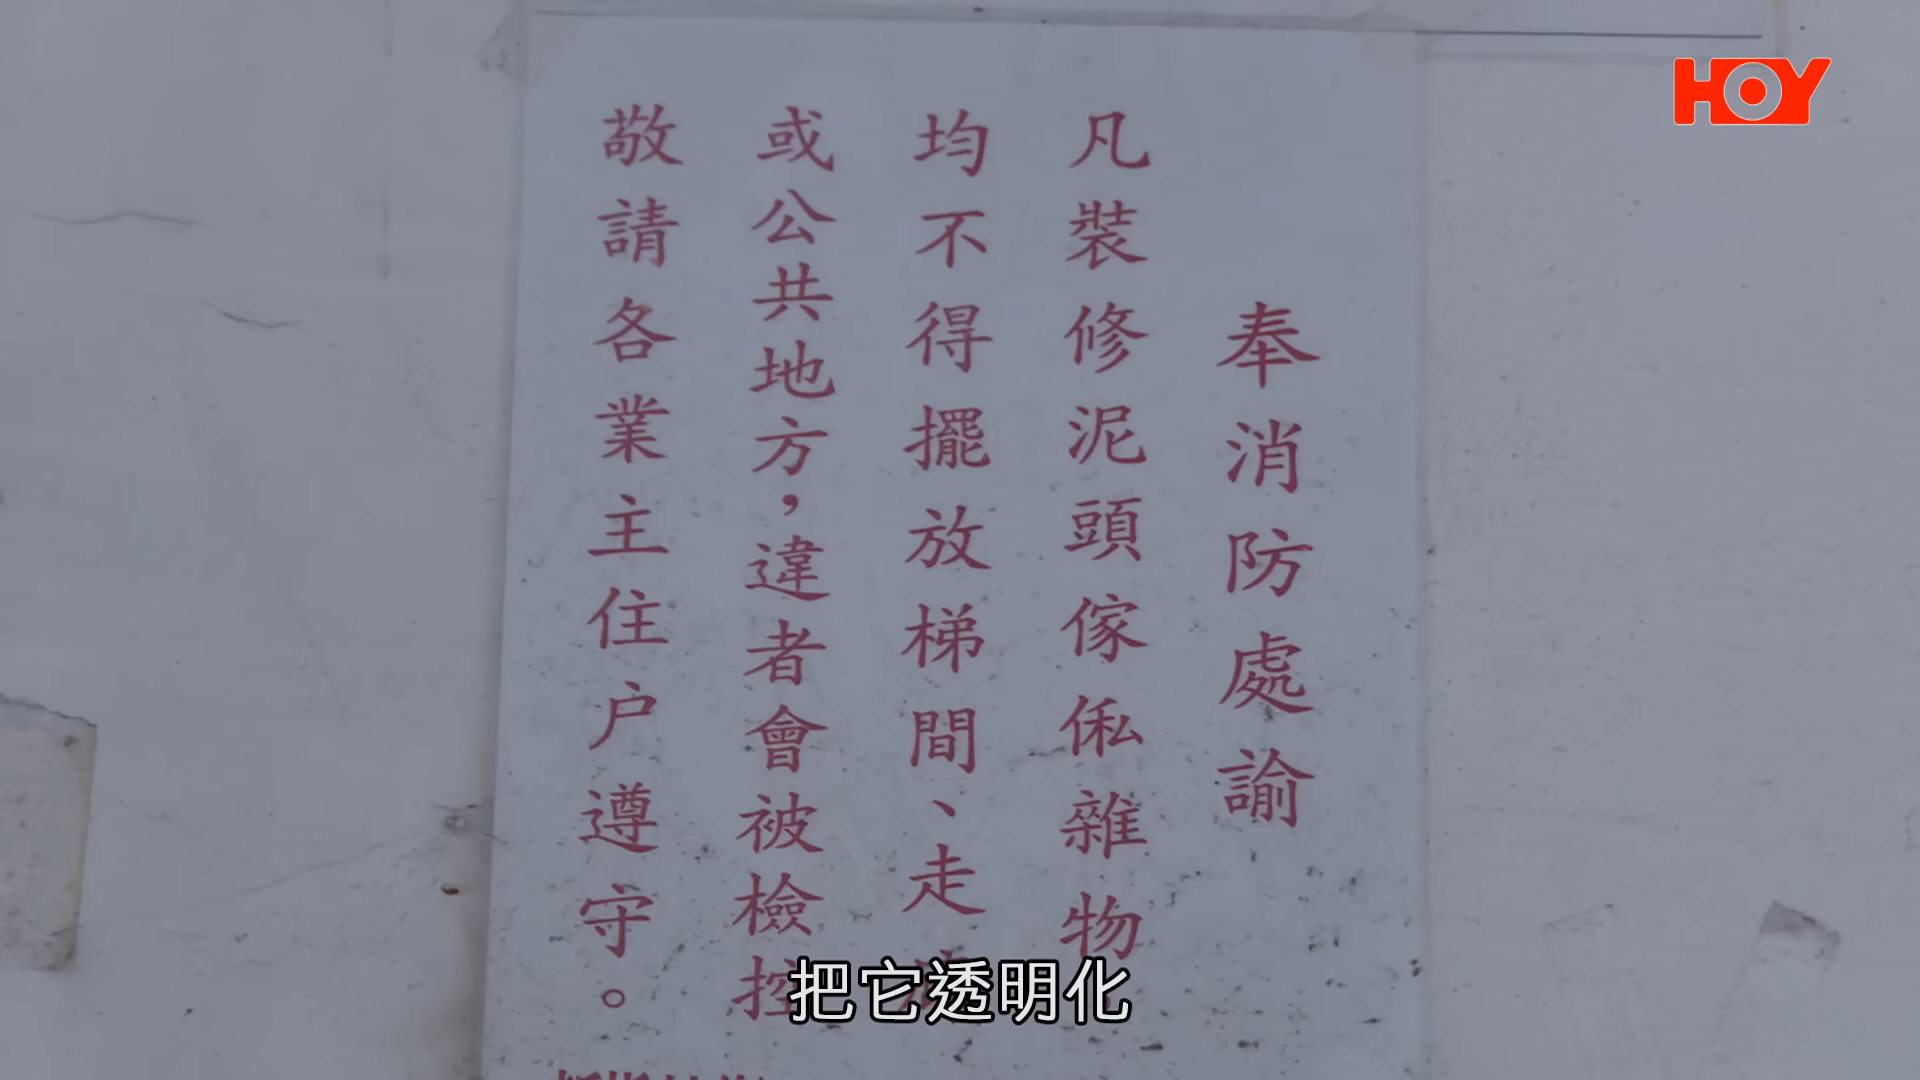 HOY
奉消防處諭
凡裝修泥頭傢俬雜物
均不得擺放梯間、走
或公共地方，違者會被檢控
敬請各業主住户遵守。
把它透明化